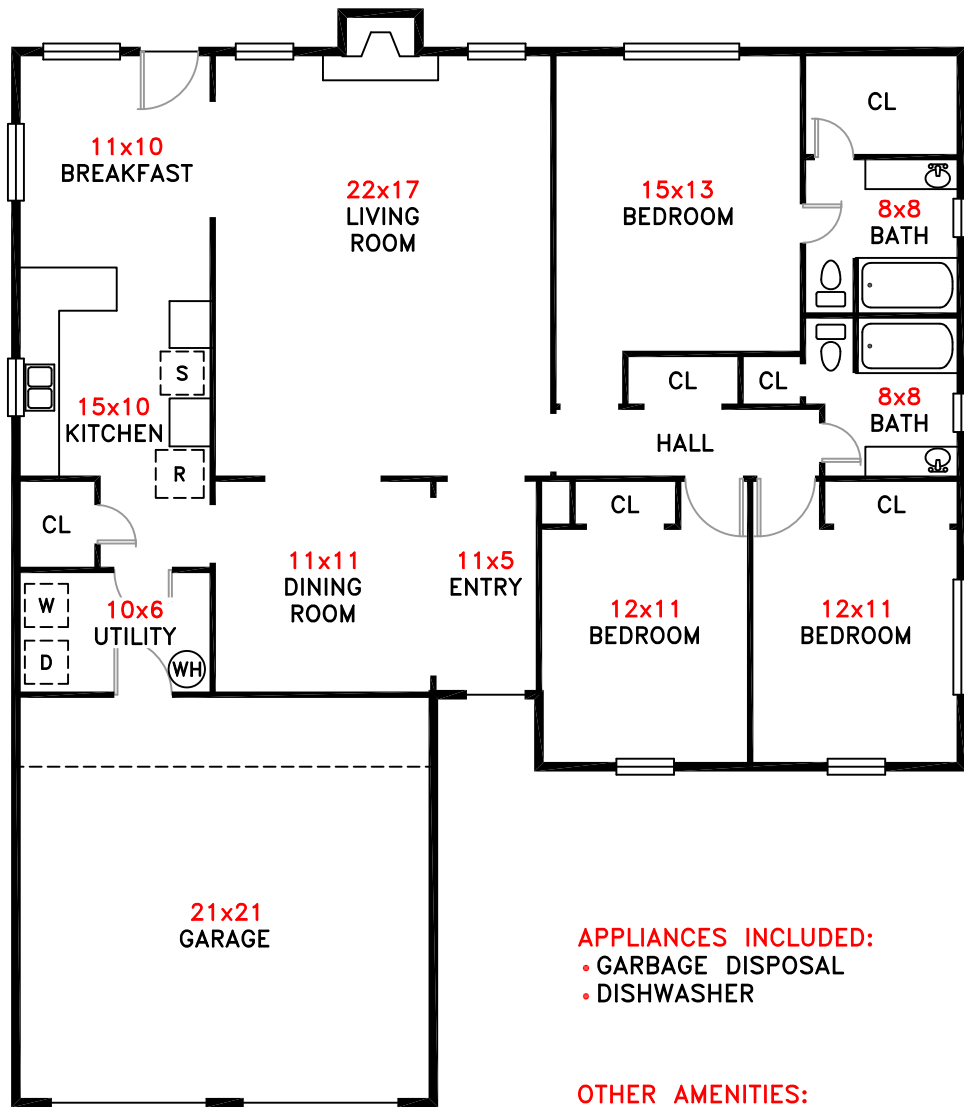 CL
11x10
BREAKFAST
22x17
LIVING
ROOM
15x13
BEDROOM
8x8
BATH
S
15x10
KITCHEN
CL
CL
8x8
BATH
HALL
R
CL
CL
CL
11x11
DINING
ROOM
11x5
ENTRY
W
10x6
UTILITY
D
WH
12x11
BEDROOM
12x11
BEDROOM
21x21
GARAGE
APPLIANCES INCLUDED:
• GARBAGE DISPOSAL
• DISHWASHER
OTHER AMENITIES: